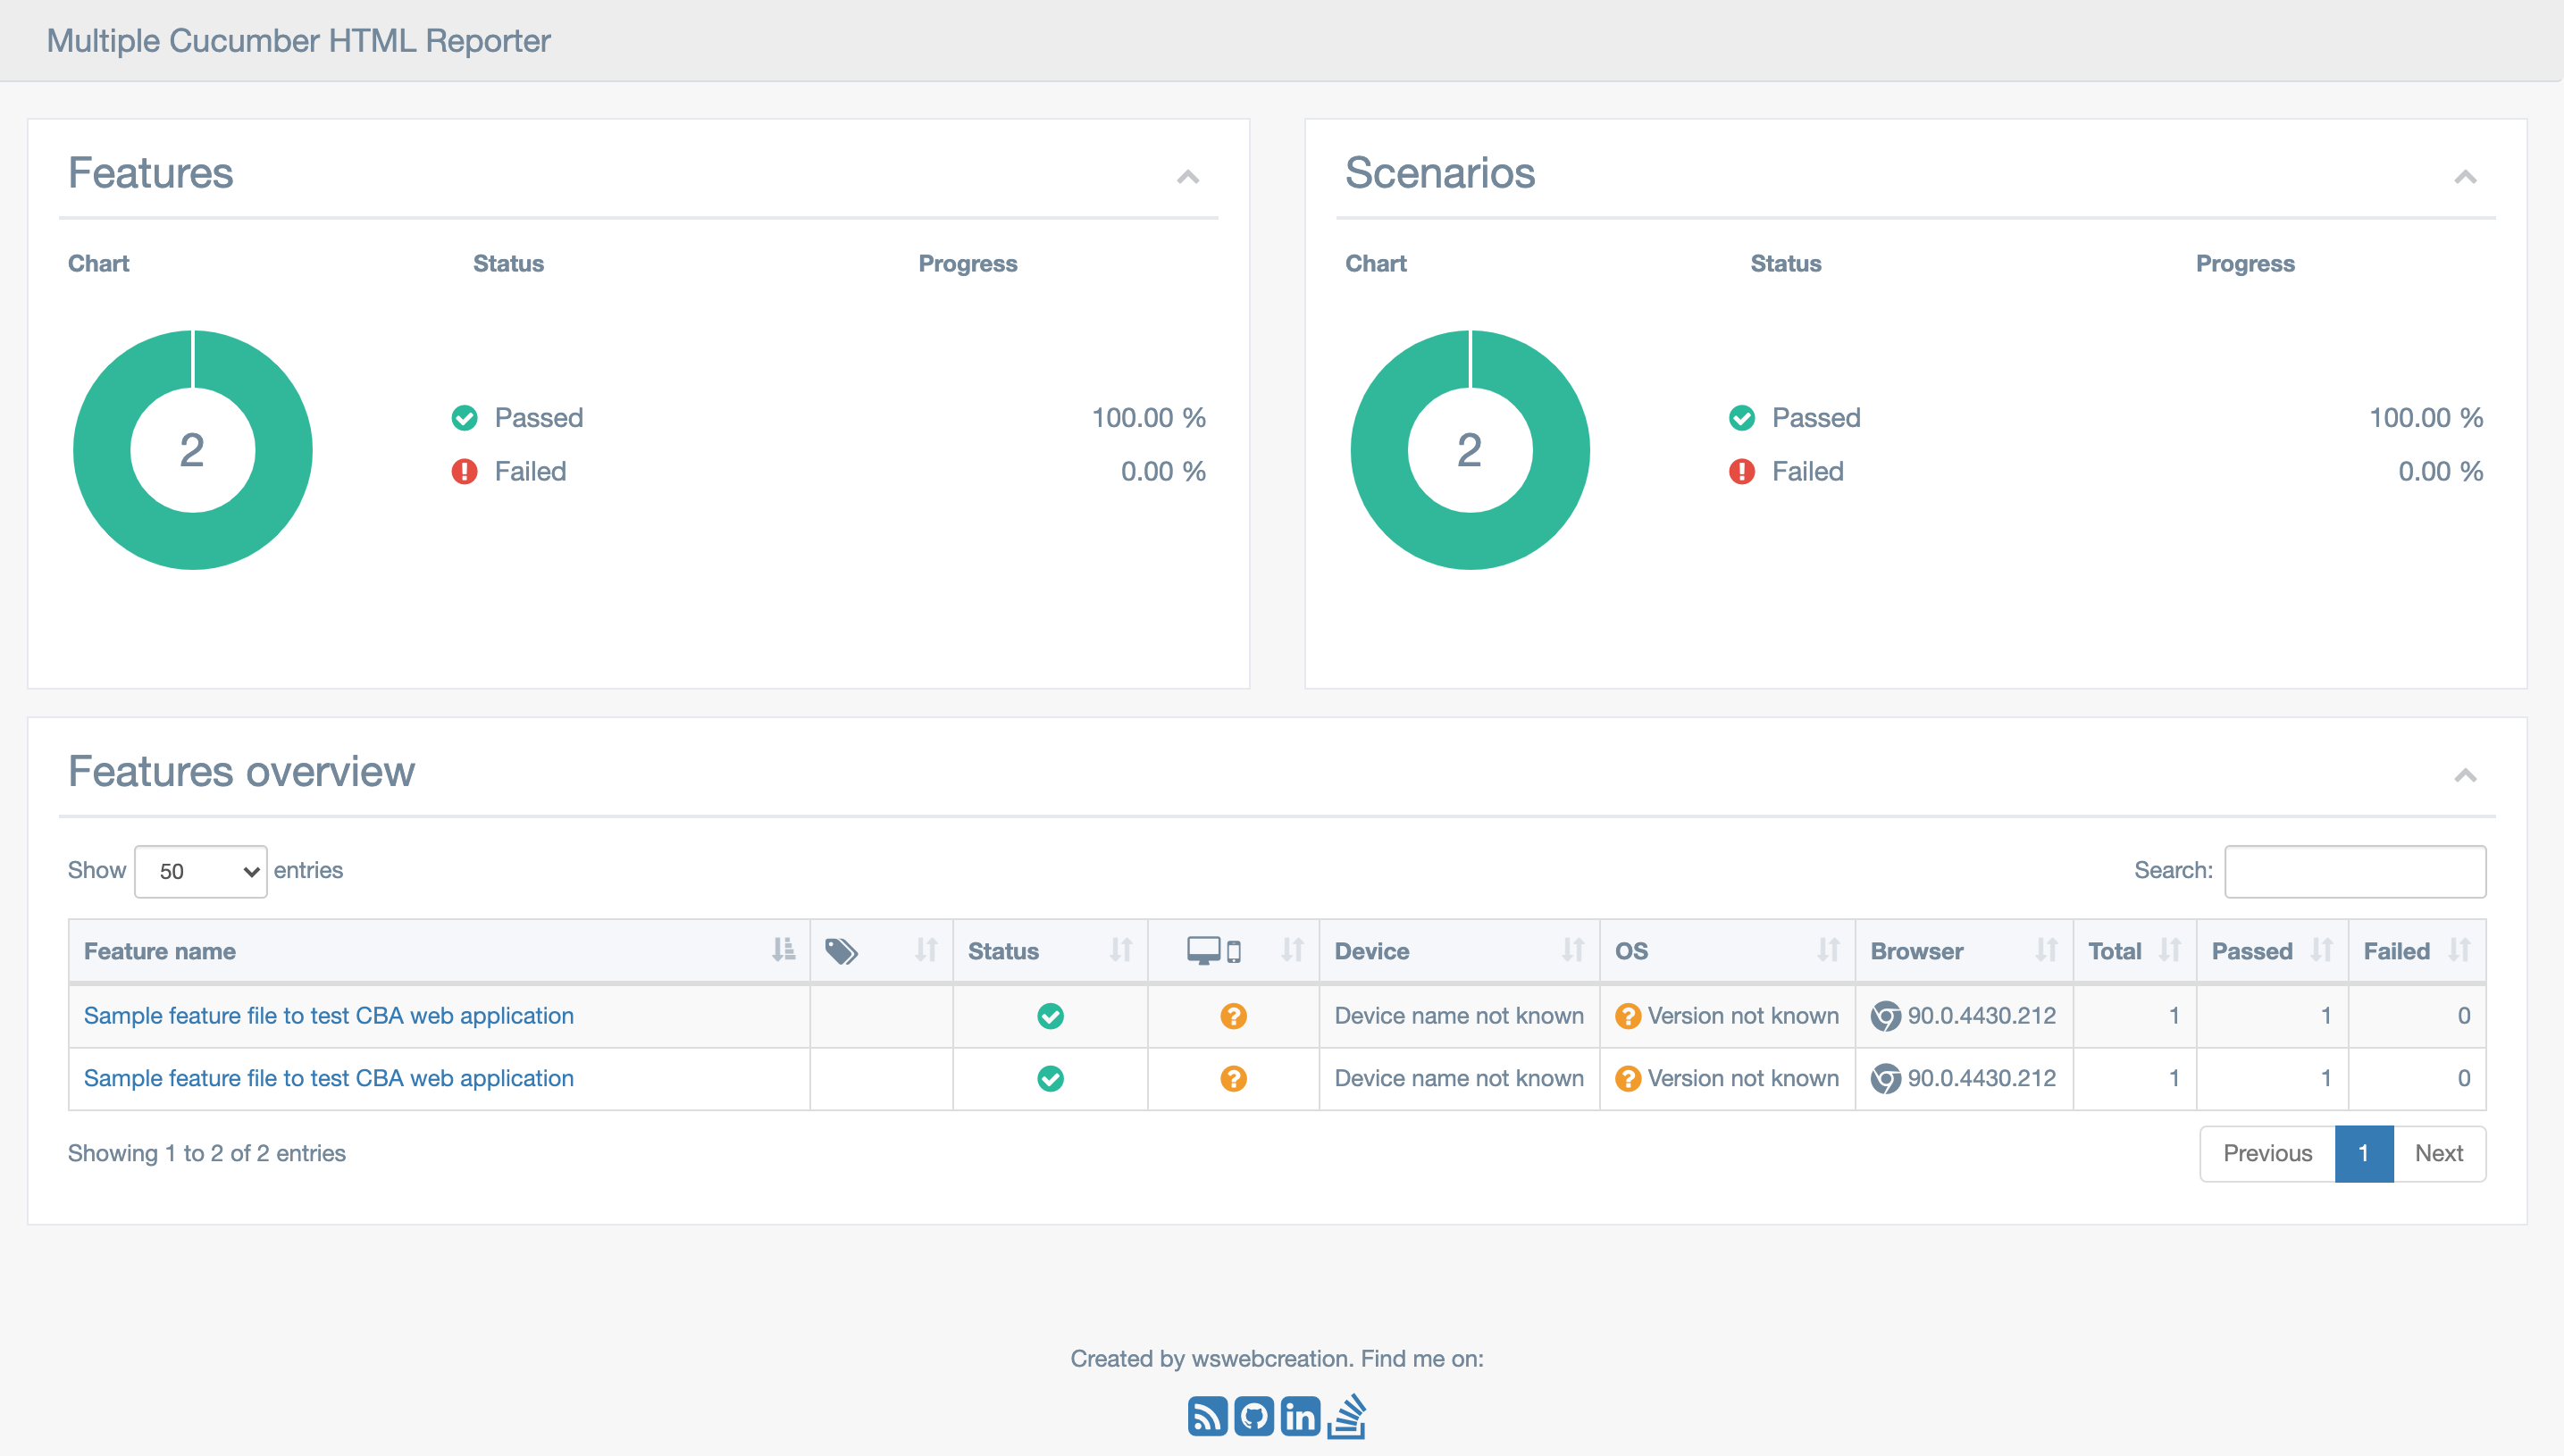 Multiple Cucumber HTML Reporter
Features
Chart Status Progress
2
Passed 100.00 %
Failed 0.00 %
Scenarios
Chart Status Progress
2
Passed 100.00 %
Failed 0.00 %
Features overview
Show 50 entries Search:
Feature name Status Device OS Browser Total Passed Failed
Sample feature file to test CBA web application Device name not known Version not known 90.0.4430.212 1 1 0
Sample feature file to test CBA web application Device name not known Version not known 90.0.4430.212 1 1 0
Showing 1 to 2 of 2 entries Previous 1 Next
Created by wswebcreation. Find me on:
in